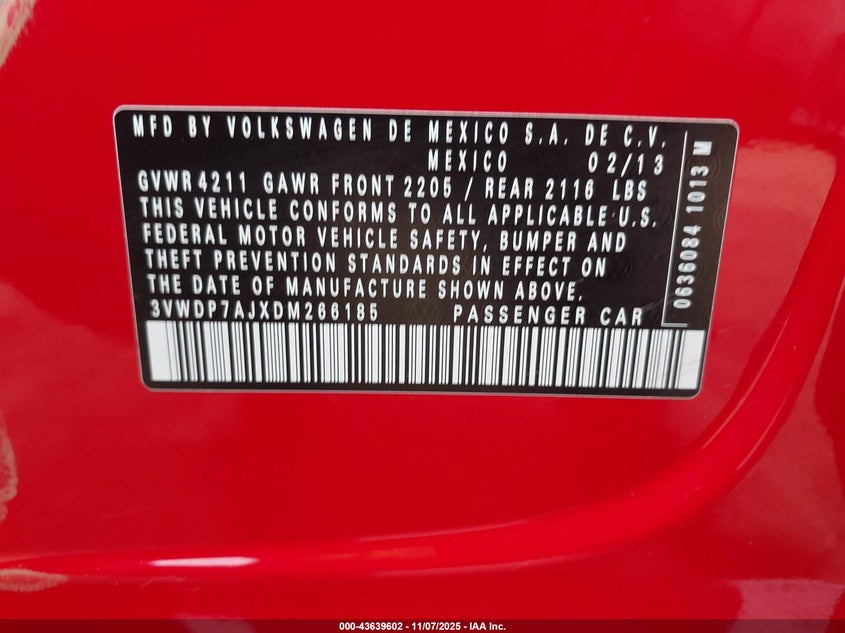 MFD BY VOLKSWAGEN DE MEXICO S.A. DE C.V.
MEXICO 02/13
GVWR 4211 GAWR FRONT 2205 / REAR 2116 LBS
THIS VEHICLE CONFORMS TO ALL APPLICABLE U.S.
FEDERAL MOTOR VEHICLE SAFETY, BUMPER AND
THEFT PREVENTION STANDARDS IN EFFECT ON
THE DATE OF MANUFACTURE SHOWN ABOVE.
3VWDP7AJXDM266185 PASSENGER CAR
0636084 1013 M
000-43639602 - 11/07/2025 - IAA Inc.